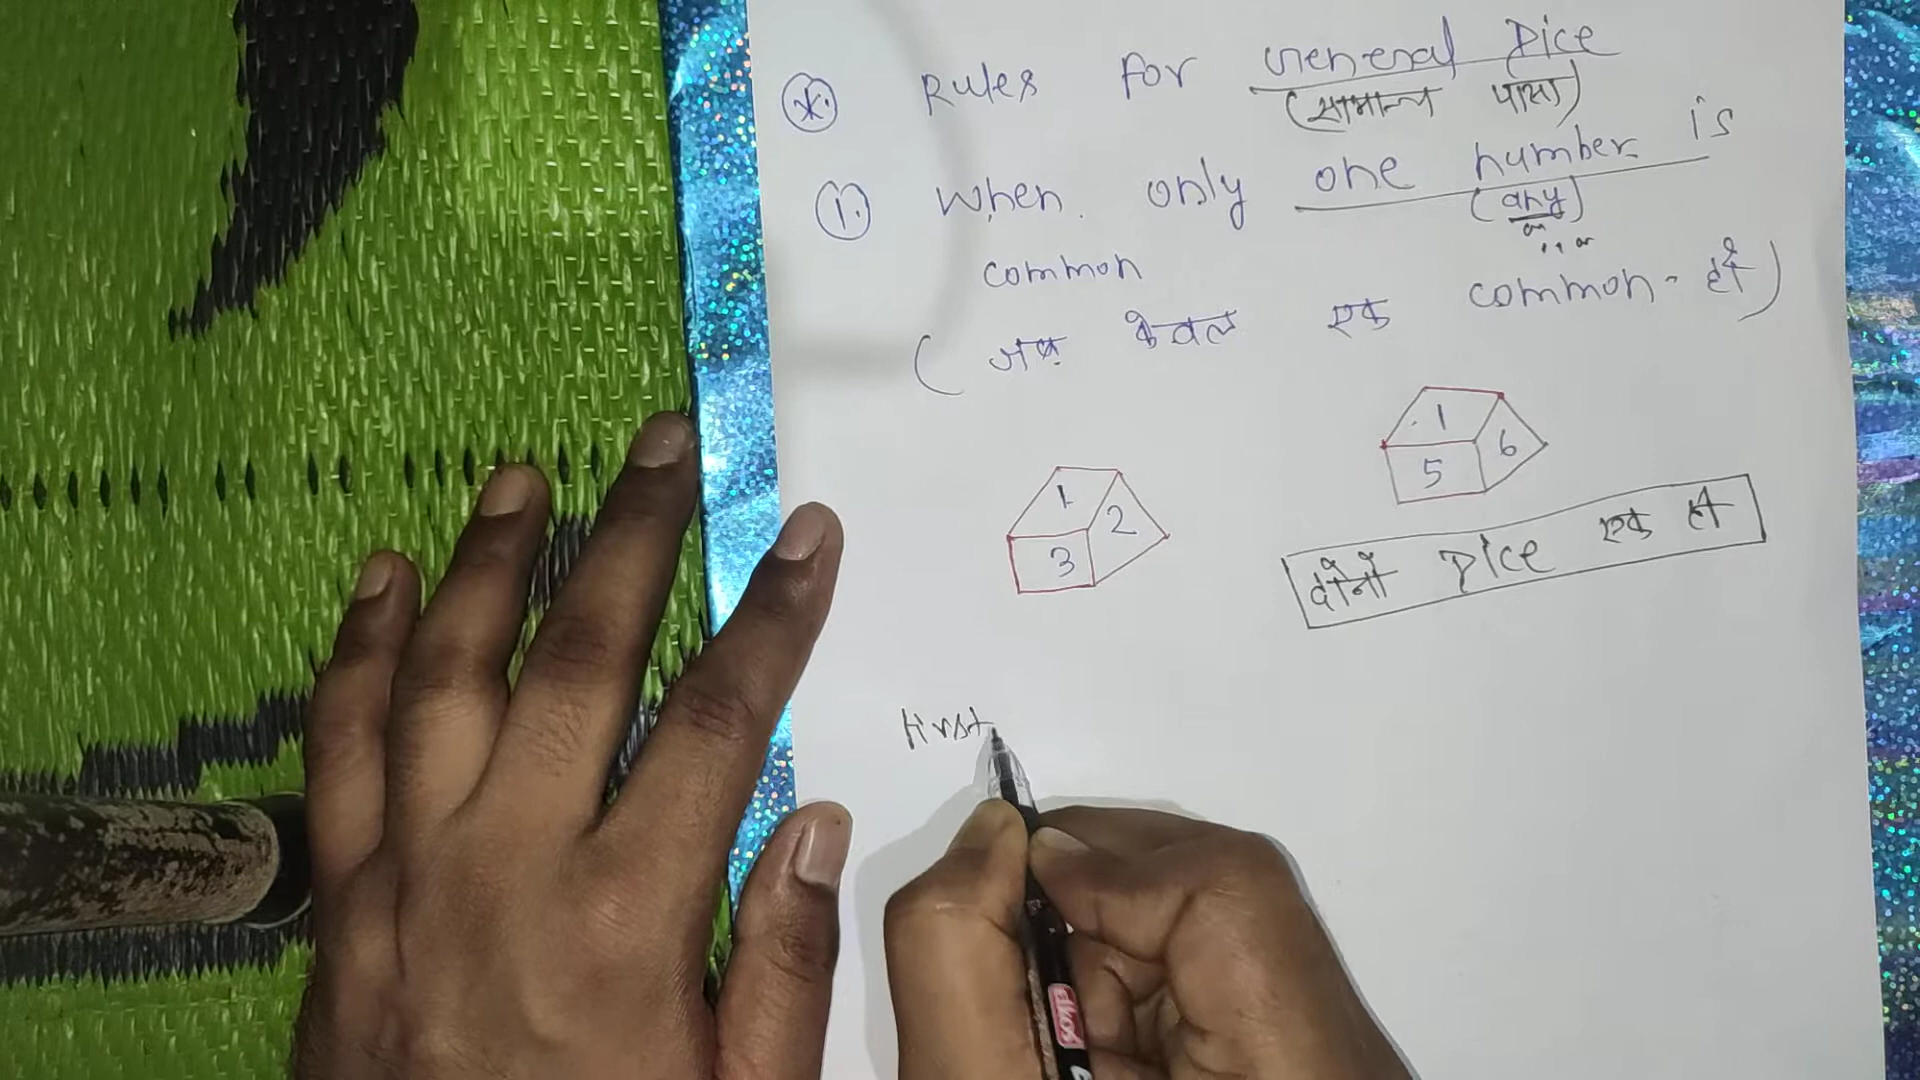 * Rules For General Dice
(सामान्य पासा)
1. When only one number is
(any)
common
( जब केवल एक common - हो )
1
6
5
1
2
3
दोनों Dice एक हो
First